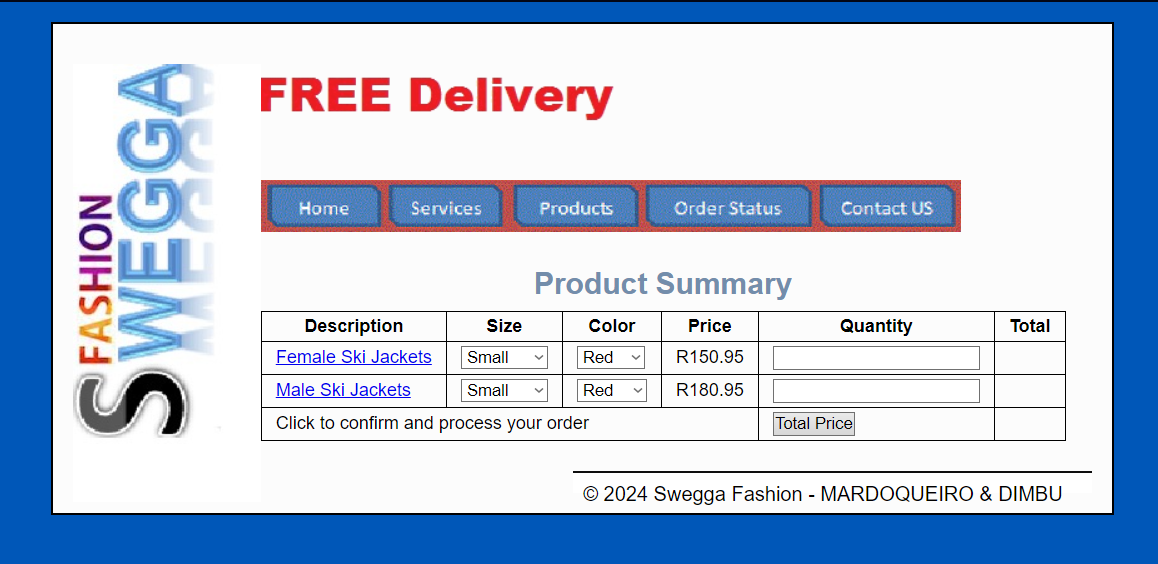 FASHION
SWEGGA
FREE Delivery
Home Services Products Order Status Contact US
Product Summary
Description Size Color Price Quantity Total
Female Ski Jackets Small Red R150.95
Male Ski Jackets Small Red R180.95
Click to confirm and process your order Total Price
© 2024 Swegga Fashion - MARDOQUEIRO & DIMBU